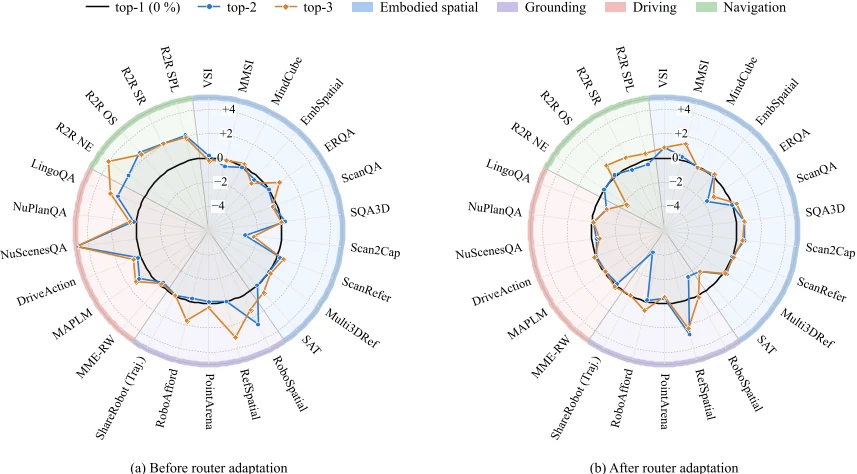 top-1 (0 %) top-2 top-3 Embodied spatial Grounding Driving Navigation
VSI
MMSI
MindCube
EmbSpatial
ERQA
ScanQA
SQA3D
Scan2Cap
ScanRefer
Multi3DRef
SAT
RoboSpatial
RefSpatial
PointArena
RoboAfford
ShareRobot (Traj.)
MME-RW
MAPLM
DriveAction
NuScenesQA
NuPlanQA
LingoQA
R2R NE
R2R OS
R2R SR
R2R SPL
+4
+2
0
−2
−4
(a) Before router adaptation
VSI
MMSI
MindCube
EmbSpatial
ERQA
ScanQA
SQA3D
Scan2Cap
ScanRefer
Multi3DRef
SAT
RoboSpatial
RefSpatial
PointArena
RoboAfford
ShareRobot (Traj.)
MME-RW
MAPLM
DriveAction
NuScenesQA
NuPlanQA
LingoQA
R2R NE
R2R OS
R2R SR
R2R SPL
+4
+2
0
−2
−4
(b) After router adaptation